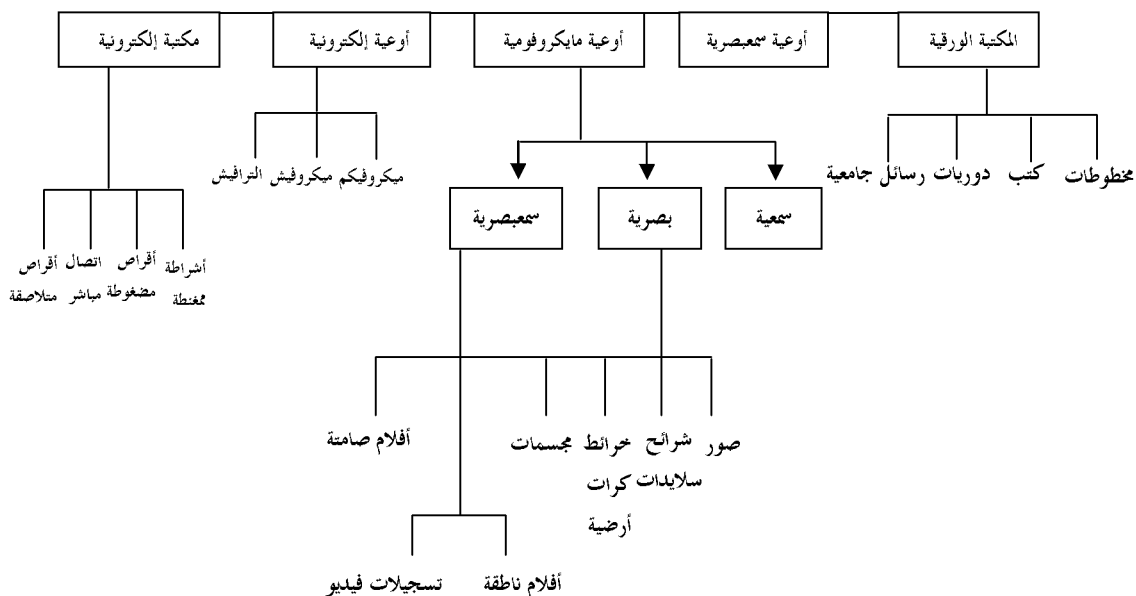 المكتبة الورقية
أوعية سمعبصرية
أوعية مايكروفومية
أوعية إلكترونية
مكتبة إلكترونية
مخطوطات
كتب
دوريات
رسائل جامعية
ميكروفيكم
ميكروفيش
الترافيش
سمعية
بصرية
سمعبصرية
أشراطة
ممغنطة
أقراص
مضغوطة
اتصال
مباشر
أقراص
متلاصقة
صور
شرائح
سلايدات
خرائط
كرات
أرضية
مجسمات
أفلام صامتة
أفلام ناطقة
تسجيلات فيديو